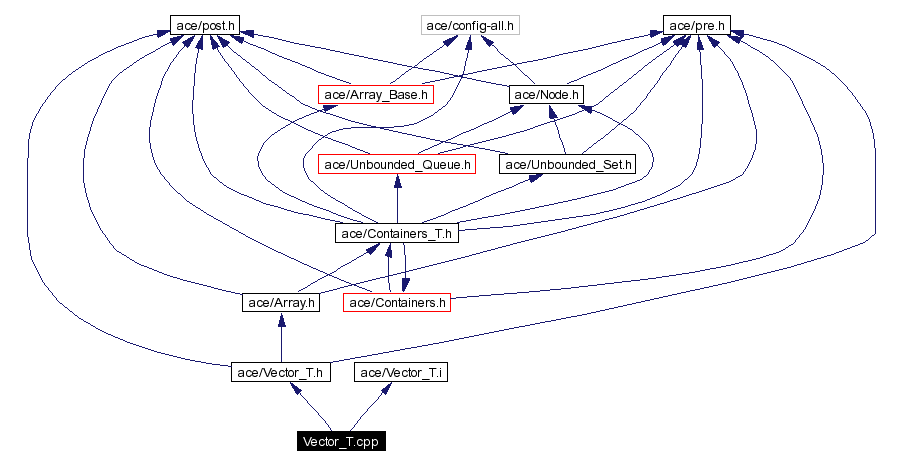 ace/post.h
ace/config-all.h
ace/pre.h
ace/Array_Base.h
ace/Node.h
ace/Unbounded_Queue.h
ace/Unbounded_Set.h
ace/Containers_T.h
ace/Array.h
ace/Containers.h
ace/Vector_T.h
ace/Vector_T.i
Vector_T.cpp